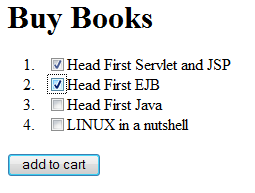 Buy Books
1. Head First Servlet and JSP
2. Head First EJB
3. Head First Java
4. LINUX in a nutshell
add to cart